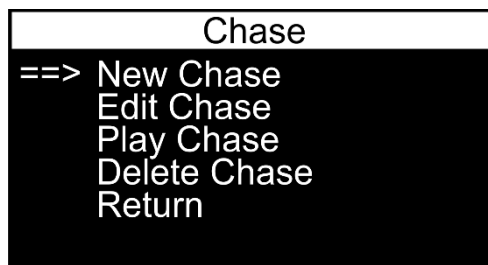 Chase
==> New Chase
Edit Chase
Play Chase
Delete Chase
Return